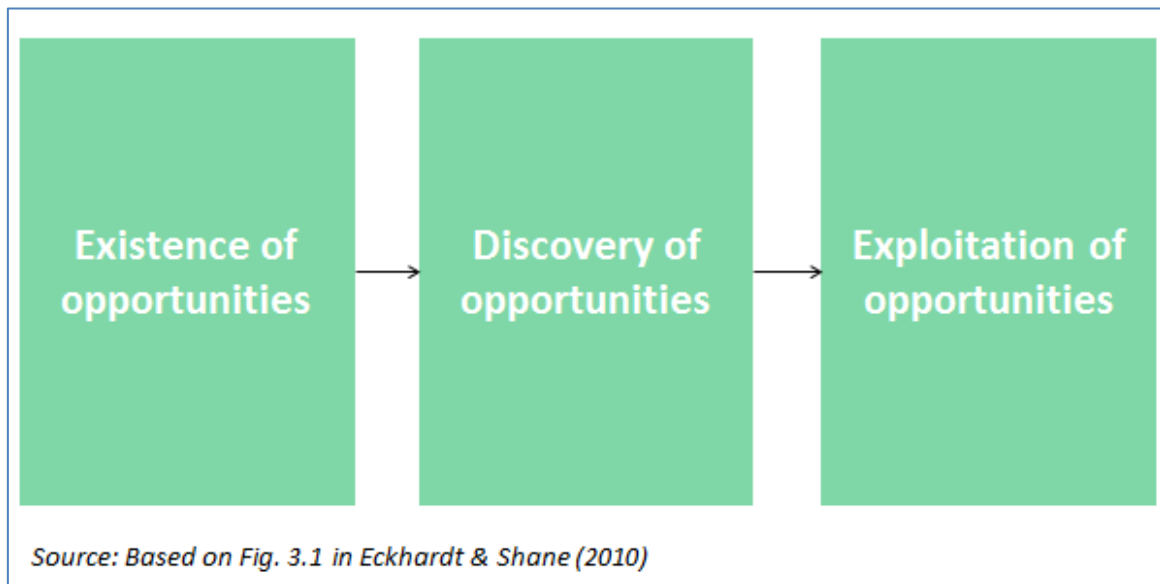 Existence of
opportunities
Discovery of
opportunities
Exploitation of
opportunities
Source: Based on Fig. 3.1 in Eckhardt & Shane (2010)